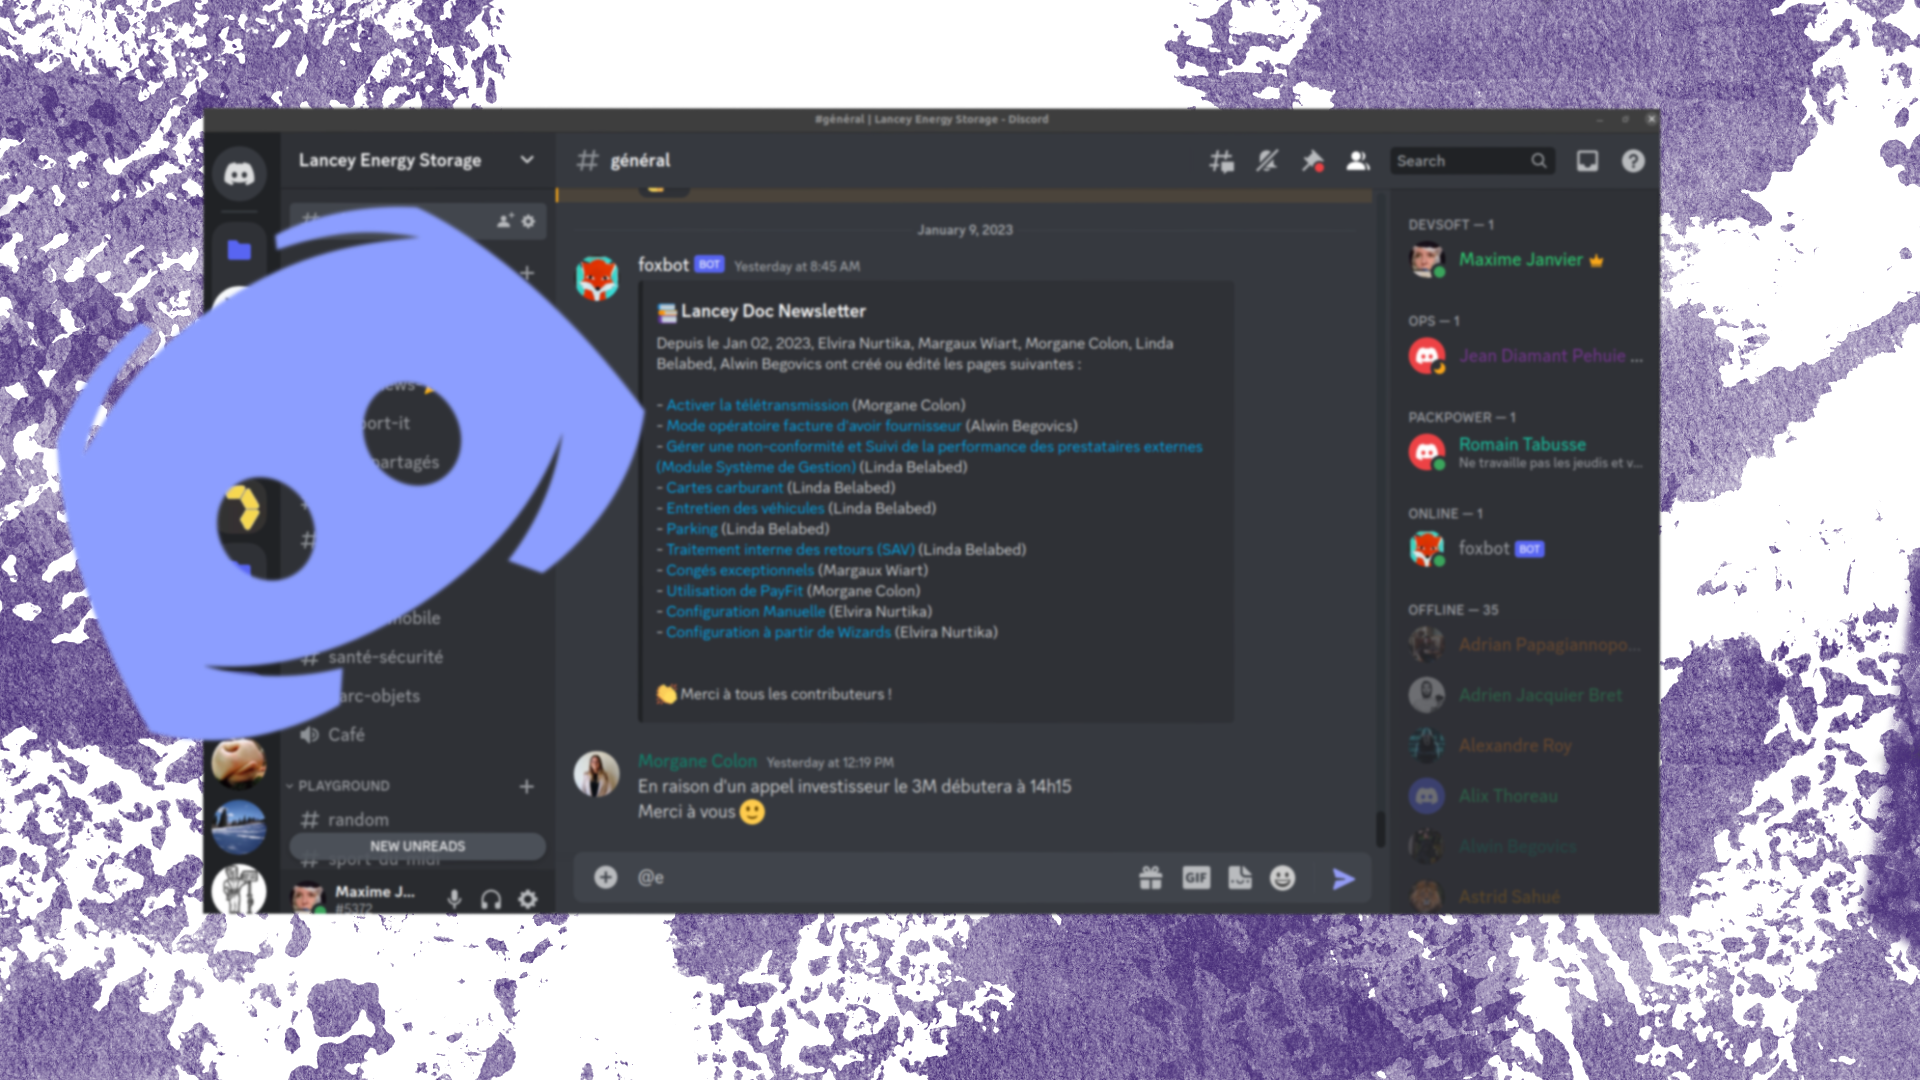 #général | Lancey Energy Storage - Discord
Lancey Energy Storage
santé-sécurité
Café
PLAYGROUND
random
NEW UNREADS
sport-du-midi
Maxime J...
#5372
général
Search
January 9, 2023
foxbot BOT Yesterday at 8:45 AM
Lancey Doc Newsletter
Depuis le Jan 02, 2023, Elvira Nurtika, Margaux Wiart, Morgane Colon, Linda
Belabed, Alwin Begovics ont créé ou édité les pages suivantes :
- Activer la télétransmission (Morgane Colon)
- Mode opératoire facture d'avoir fournisseur (Alwin Begovics)
- Gérer une non-conformité et Suivi de la performance des prestataires externes
(Module Système de Gestion) (Linda Belabed)
- Cartes carburant (Linda Belabed)
- Entretien des véhicules (Linda Belabed)
- Parking (Linda Belabed)
- Traitement interne des retours (SAV) (Linda Belabed)
- Congés exceptionnels (Margaux Wiart)
- Utilisation de PayFit (Morgane Colon)
- Configuration Manuelle (Elvira Nurtika)
- Configuration à partir de Wizards (Elvira Nurtika)
Merci à tous les contributeurs !
Morgane Colon Yesterday at 12:19 PM
En raison d'un appel investisseur le 3M débutera à 14h15
Merci à vous
@e
GIF
DEVSOFT — 1
Maxime Janvier
OPS — 1
Jean Diamant Pehuie ...
PACKPOWER — 1
Romain Tabusse
Ne travaille pas les jeudis et v...
ONLINE — 1
foxbot BOT
OFFLINE — 35
Adrian Papagiannopo...
Adrien Jacquier Bret
Alexandre Roy
Alix Thoreau
Alwin Begovics
Astrid Sahué